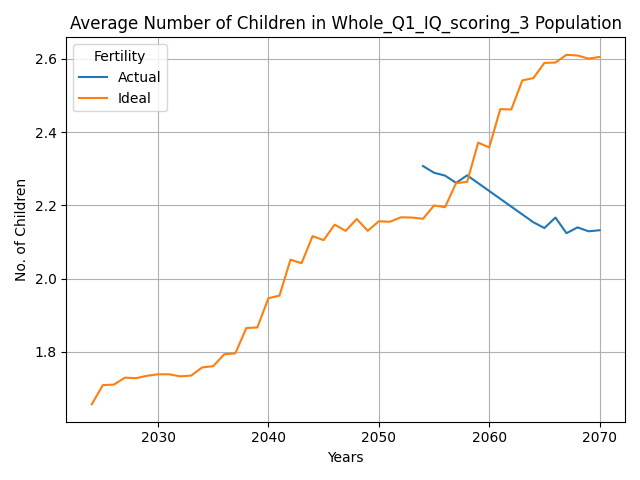 Average Number of Children in Whole_Q1_IQ_scoring_3 Population
Fertility
Actual
Ideal
No. of Children
2.6
2.4
2.2
2.0
1.8
2030 2040 2050 2060 2070
Years